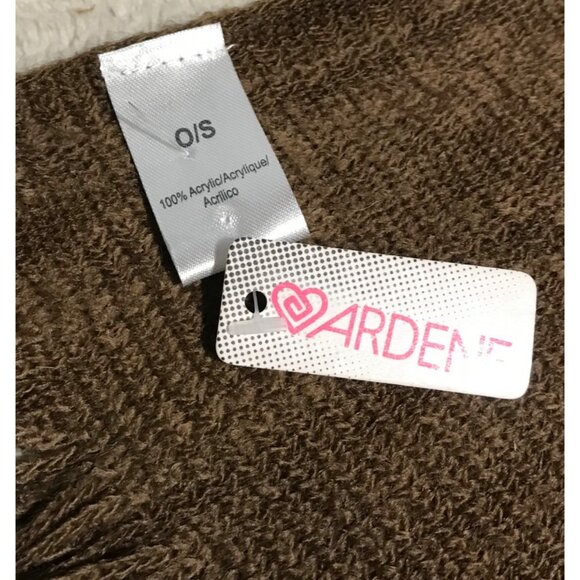 O/S
100% Acrylic/Acrylique/
Acrilico
ARDENE